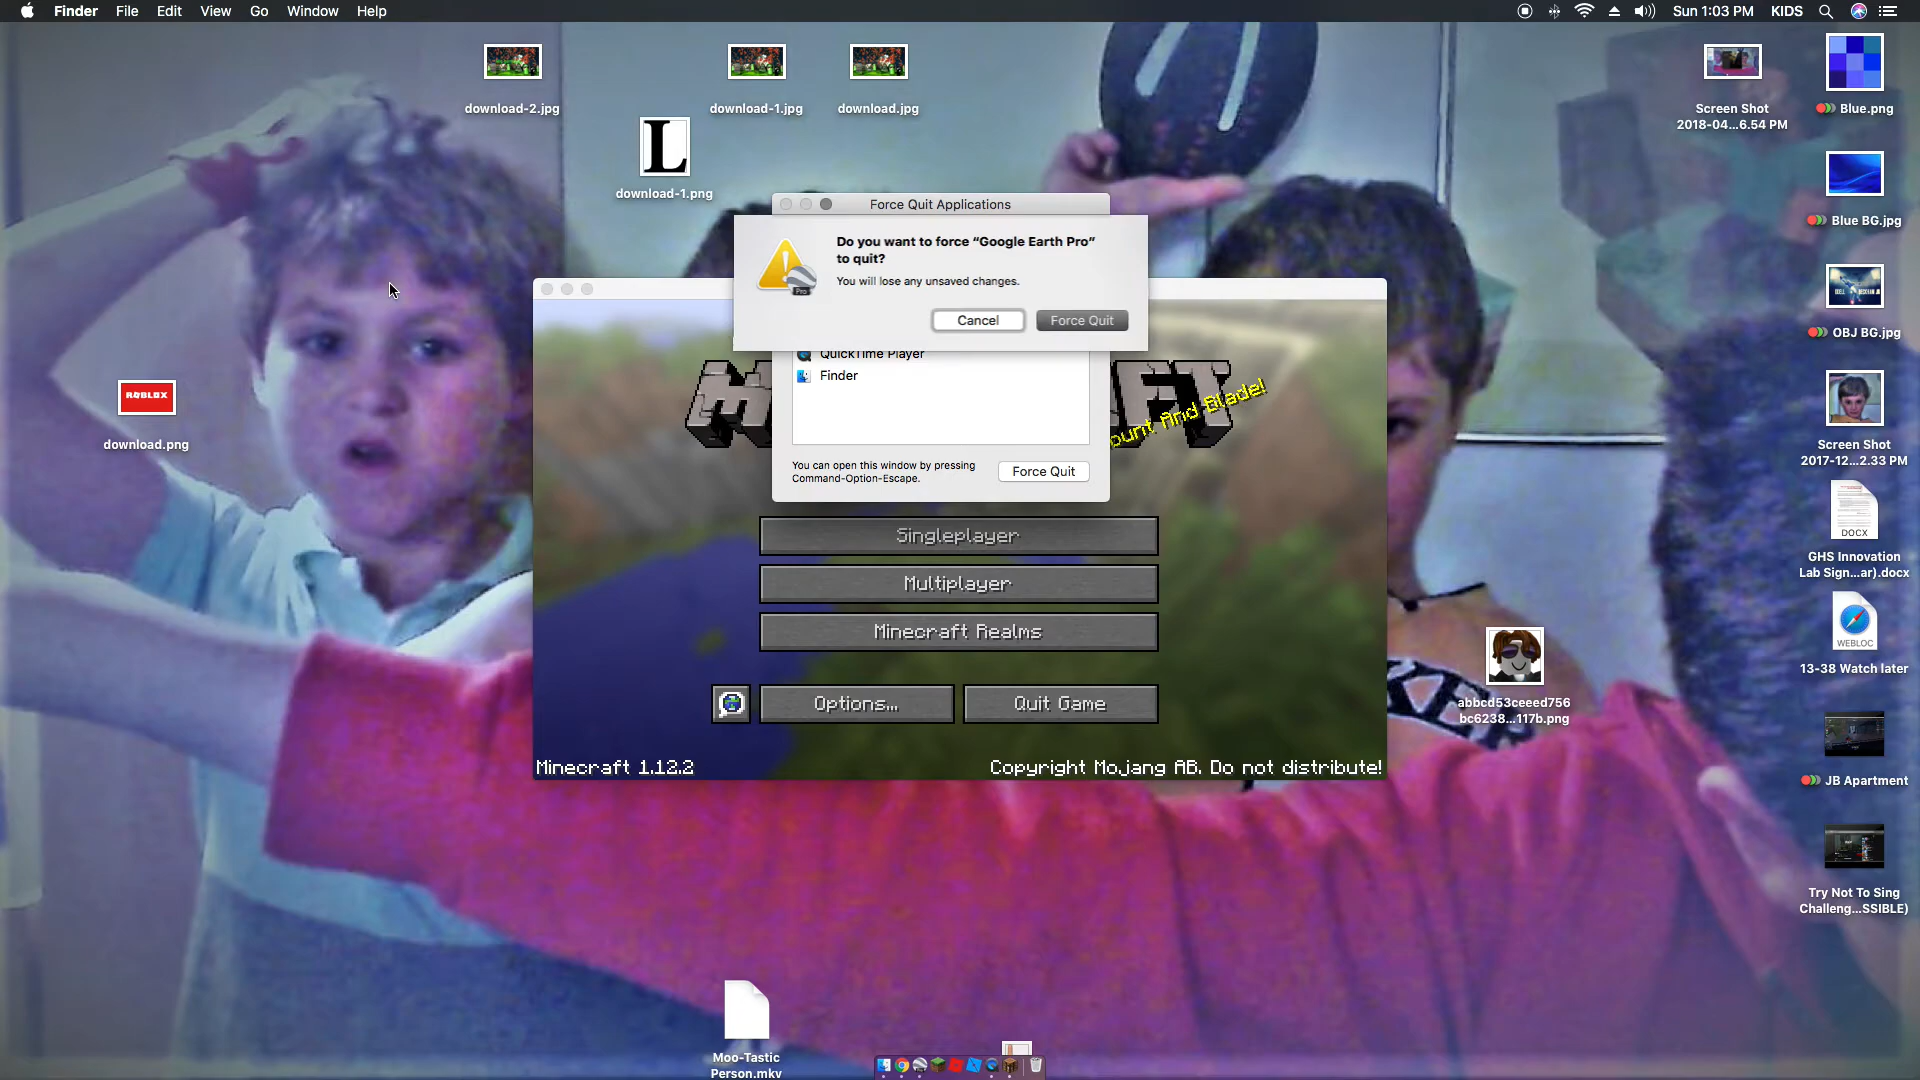 Finder File Edit View Go Window Help
Sun 1:03 PM KIDS
download-2.jpg
download-1.jpg
download.jpg
Screen Shot
2018-04...6.54 PM
Blue.png
L
download-1.png
Force Quit Applications
Blue BG.jpg
Do you want to force “Google Earth Pro”
to quit?
You will lose any unsaved changes.
Pro
Cancel
Force Quit
OBJ BG.jpg
QuickTime Player
Finder
ROBLOX
download.png
ount And Blade!
Screen Shot
2017-12...2.33 PM
You can open this window by pressing
Command-Option-Escape.
Force Quit
DOCX
GHS Innovation
Lab Sign...ar).docx
Singleplayer
Multiplayer
Minecraft Realms
WEBLOC
13-38 Watch later
Options...
Quit Game
abbcd53ceeed756
bc6238...117b.png
Minecraft 1.12.2
Copyright Mojang AB. Do not distribute!
JB Apartment
Try Not To Sing
Challeng...SSIBLE)
Moo-Tastic
Person.mkv